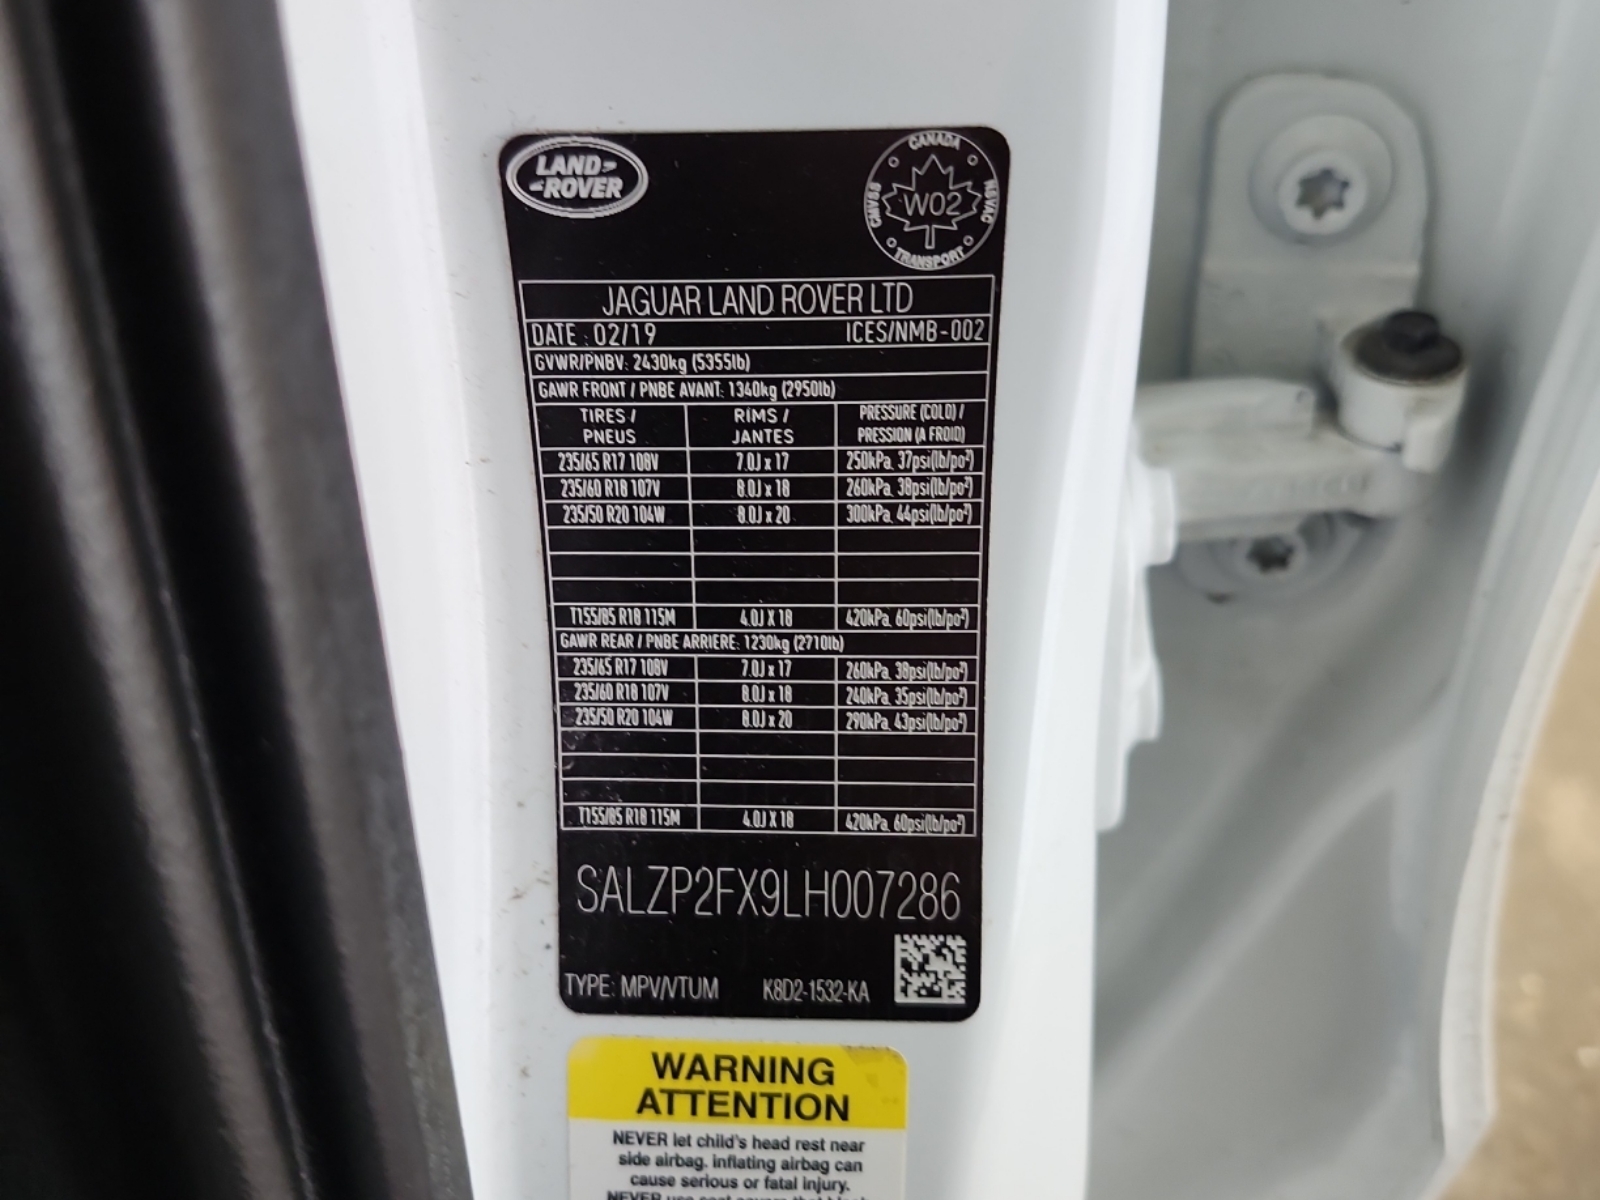 LAND-
-ROVER
CANADA
CMVSS
W02
NSVAC
TRANSPORT
JAGUAR LAND ROVER LTD
DATE : 02/19 ICES/NMB-002
GVWR/PNBV: 2430kg (5355lb)
GAWR FRONT / PNBE AVANT: 1340kg (2950lb)
TIRES / RIMS / PRESSURE (COLD) /
PNEUS JANTES PRESSION (A FROID)
235/65 R17 108V 7.0J x 17 250kPa, 37psi(lb/po²)
235/60 R18 107V 8.0J x 18 260kPa, 38psi(lb/po²)
235/50 R20 104W 8.0J x 20 300kPa, 44psi(lb/po²)
T155/85 R18 115M 4.0J X 18 420kPa, 60psi(lb/po²)
GAWR REAR / PNBE ARRIERE: 1230kg (2710lb)
235/65 R17 108V 7.0J x 17 260kPa, 38psi(lb/po²)
235/60 R18 107V 8.0J x 18 240kPa, 35psi(lb/po²)
235/50 R20 104W 8.0J x 20 290kPa, 43psi(lb/po²)
T155/85 R18 115M 4.0J X 18 420kPa, 60psi(lb/po²)
SALZP2FX9LH007286
TYPE: MPV/VTUM K8D2-1532-KA
WARNING
ATTENTION
NEVER let child's head rest near
side airbag. inflating airbag can
cause serious or fatal injury.
NEVER use seat covers that block